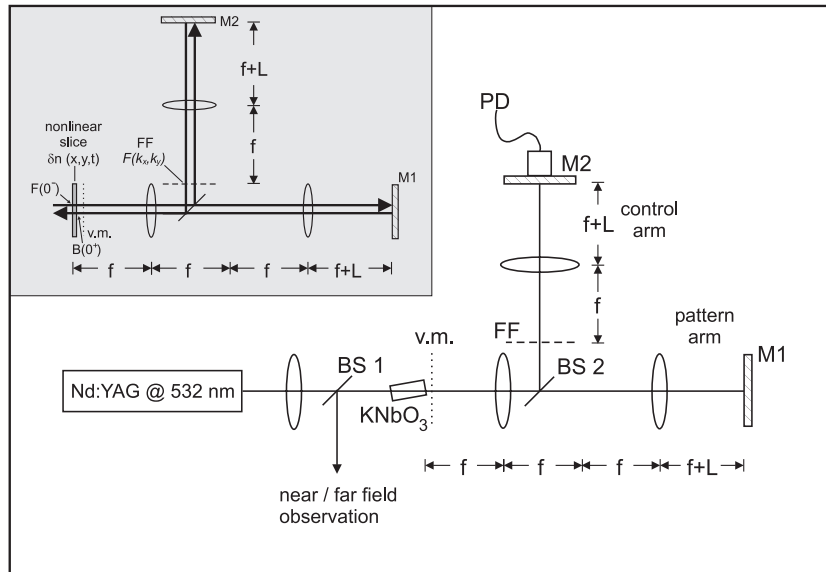 M2
f+L
nonlinear
slice
δn (x,y,t)
FF
F(kₓ,kᵧ)
f
M1
F(0⁻)
v.m.
B(0⁺)
f f f f+L
PD
M2
f+L
control
arm
f
v.m.
FF
pattern
arm
M1
BS 1
BS 2
Nd:YAG @ 532 nm
KNbO₃
f f f f+L
near / far field
observation